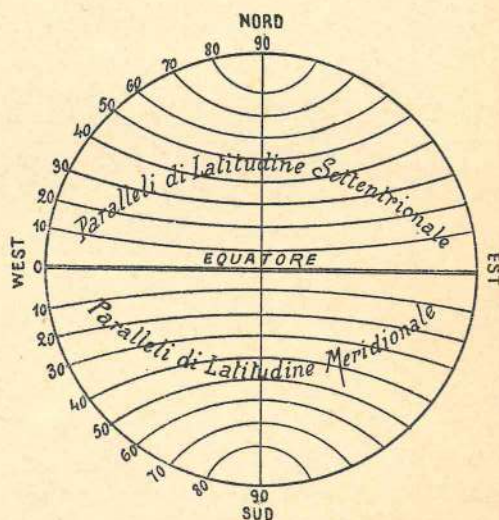 NORD
90
80
70
60
50
40
30
20
10
Paralleli di Latitudine Settentrionale
EQUATORE
WEST
0
EST
Paralleli di Latitudine Meridionale
10
20
30
40
50
60
70
80
90
SUD